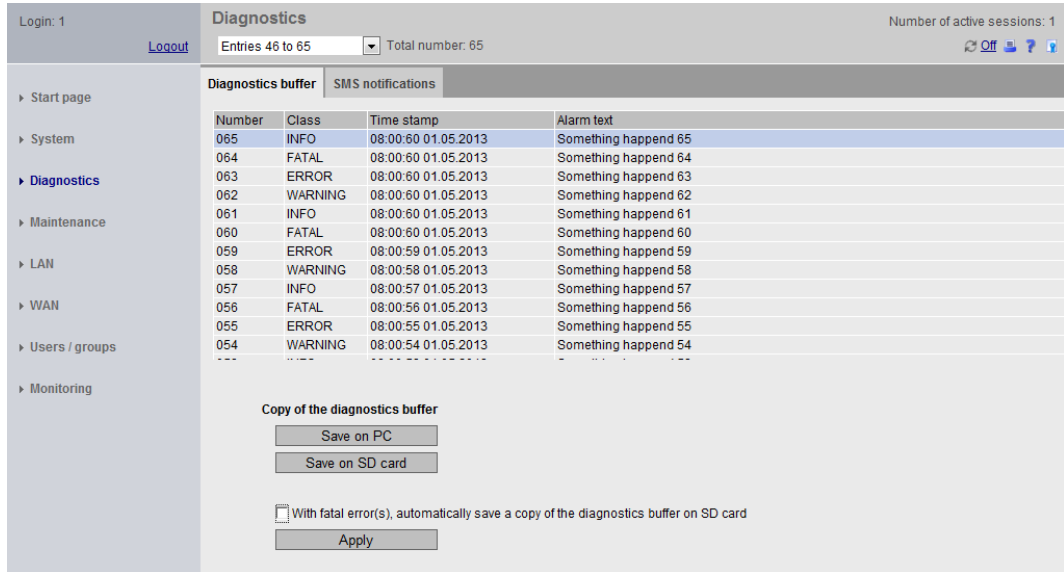 Login: 1
Logout
Diagnostics
Number of active sessions: 1
Entries 46 to 65 Total number: 65
Off ?
Start page
System
Diagnostics
Maintenance
LAN
WAN
Users / groups
Monitoring
Diagnostics buffer SMS notifications
Number Class Time stamp Alarm text
065 INFO 08:00:60 01.05.2013 Something happend 65
064 FATAL 08:00:60 01.05.2013 Something happend 64
063 ERROR 08:00:60 01.05.2013 Something happend 63
062 WARNING 08:00:60 01.05.2013 Something happend 62
061 INFO 08:00:60 01.05.2013 Something happend 61
060 FATAL 08:00:60 01.05.2013 Something happend 60
059 ERROR 08:00:59 01.05.2013 Something happend 59
058 WARNING 08:00:58 01.05.2013 Something happend 58
057 INFO 08:00:57 01.05.2013 Something happend 57
056 FATAL 08:00:56 01.05.2013 Something happend 56
055 ERROR 08:00:55 01.05.2013 Something happend 55
054 WARNING 08:00:54 01.05.2013 Something happend 54
Copy of the diagnostics buffer
Save on PC
Save on SD card
With fatal error(s), automatically save a copy of the diagnostics buffer on SD card
Apply